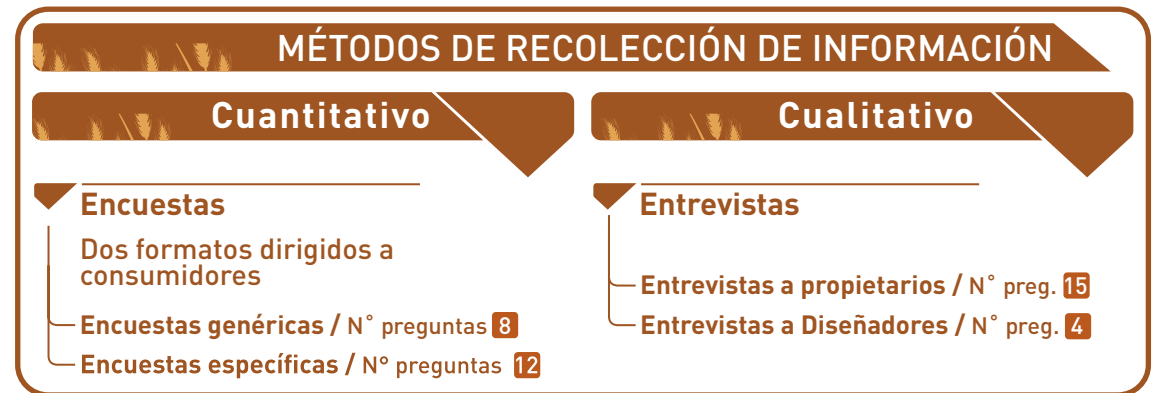 MÉTODOS DE RECOLECCIÓN DE INFORMACIÓN
Cuantitativo
Encuestas
Dos formatos dirigidos a
consumidores
Encuestas genéricas / N˚ preguntas 8
Encuestas específicas / Nº preguntas 12
Cualitativo
Entrevistas
Entrevistas a propietarios / N˚ preg. 15
Entrevistas a Diseñadores / N˚ preg. 4